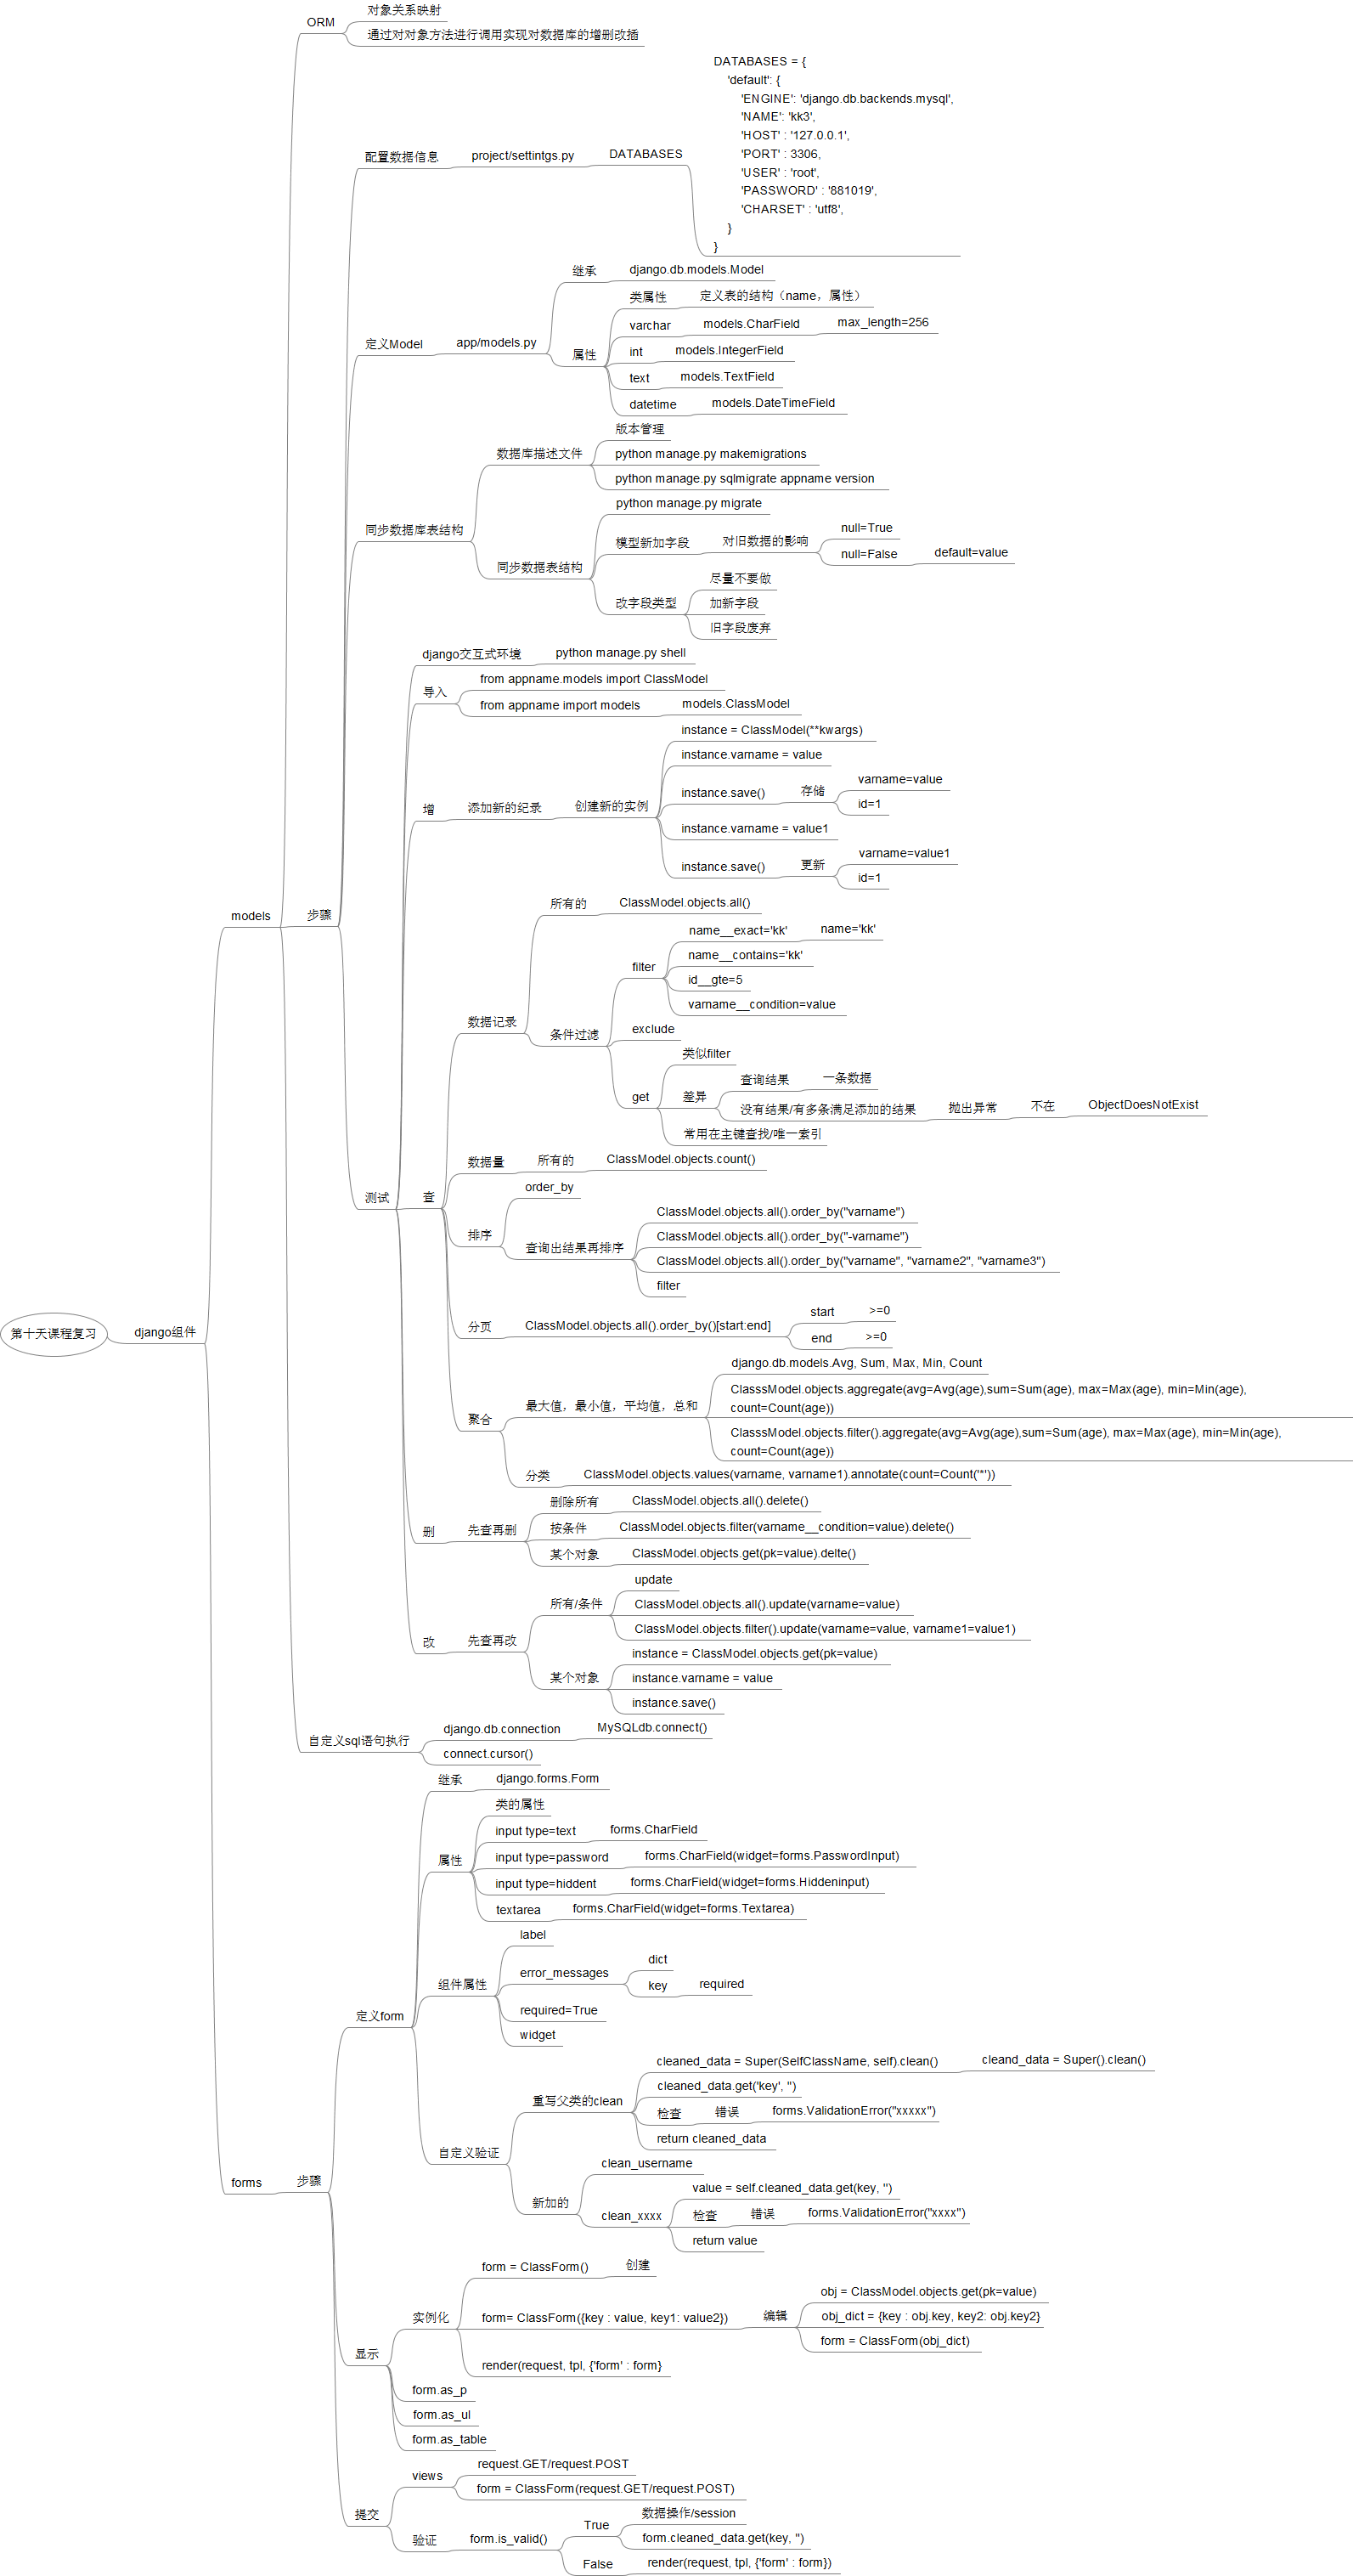 对象关系映射
ORM
通过对对象方法进行调用实现对数据库的增删改插
DATABASES = {
'default': {
'ENGINE': 'django.db.backends.mysql',
'NAME': 'kk3',
'HOST' : '127.0.0.1',
'PORT' : 3306,
'USER' : 'root',
'PASSWORD' : '881019',
'CHARSET' : 'utf8',
}
}
配置数据信息 project/settintgs.py DATABASES
继承 django.db.models.Model
类属性 定义表的结构（name，属性）
varchar models.CharField max_length=256
定义Model app/models.py
属性 int models.IntegerField
text models.TextField
datetime models.DateTimeField
版本管理
数据库描述文件 python manage.py makemigrations
python manage.py sqlmigrate appname version
python manage.py migrate
同步数据库表结构
null=True
模型新加字段 对旧数据的影响
null=False default=value
同步数据表结构
尽量不要做
改字段类型 加新字段
旧字段废弃
django交互式环境 python manage.py shell
from appname.models import ClassModel
导入
from appname import models models.ClassModel
instance = ClassModel(**kwargs)
instance.varname = value
varname=value
instance.save() 存储
id=1
增 添加新的纪录 创建新的实例
instance.varname = value1
varname=value1
instance.save() 更新
id=1
所有的 ClassModel.objects.all()
models 步骤
name__exact='kk' name='kk'
name__contains='kk'
filter
id__gte=5
varname__condition=value
数据记录
条件过滤 exclude
类似filter
查询结果 一条数据
get 差异
没有结果/有多条满足添加的结果 抛出异常 不在 ObjectDoesNotExist
常用在主键查找/唯一索引
数据量 所有的 ClassModel.objects.count()
测试 查
order_by
排序
ClassModel.objects.all().order_by("varname")
ClassModel.objects.all().order_by("-varname")
查询出结果再排序
ClassModel.objects.all().order_by("varname", "varname2", "varname3")
filter
start >=0
分页 ClassModel.objects.all().order_by()[start:end]
end >=0
第十天课程复习 django组件
django.db.models.Avg, Sum, Max, Min, Count
ClasssModel.objects.aggregate(avg=Avg(age),sum=Sum(age), max=Max(age), min=Min(age),
count=Count(age))
聚合 最大值，最小值，平均值，总和
ClasssModel.objects.filter().aggregate(avg=Avg(age),sum=Sum(age), max=Max(age), min=Min(age),
count=Count(age))
分类 ClassModel.objects.values(varname, varname1).annotate(count=Count('*'))
删除所有 ClassModel.objects.all().delete()
删 先查再删 按条件 ClassModel.objects.filter(varname__condition=value).delete()
某个对象 ClassModel.objects.get(pk=value).delte()
update
所有/条件 ClassModel.objects.all().update(varname=value)
ClassModel.objects.filter().update(varname=value, varname1=value1)
改 先查再改
instance = ClassModel.objects.get(pk=value)
某个对象 instance.varname = value
instance.save()
django.db.connection MySQLdb.connect()
自定义sql语句执行
connect.cursor()
继承 django.forms.Form
类的属性
input type=text forms.CharField
属性 input type=password forms.CharField(widget=forms.PasswordInput)
input type=hiddent forms.CharField(widget=forms.Hiddeninput)
textarea forms.CharField(widget=forms.Textarea)
label
dict
error_messages
key required
组件属性
required=True
widget
定义form
cleaned_data = Super(SelfClassName, self).clean() cleand_data = Super().clean()
cleaned_data.get('key', '')
重写父类的clean
检查 错误 forms.ValidationError("xxxxx")
return cleaned_data
自定义验证
clean_username
新加的
value = self.cleaned_data.get(key, '')
clean_xxxx 检查 错误 forms.ValidationError("xxxx")
return value
forms 步骤
form = ClassForm() 创建
obj = ClassModel.objects.get(pk=value)
实例化 form= ClassForm({key : value, key1: value2}) 编辑 obj_dict = {key : obj.key, key2: obj.key2}
form = ClassForm(obj_dict)
render(request, tpl, {'form' : form}
显示
form.as_p
form.as_ul
form.as_table
request.GET/request.POST
views
form = ClassForm(request.GET/request.POST)
提交
数据操作/session
True
form.cleaned_data.get(key, '')
验证 form.is_valid()
False render(request, tpl, {'form' : form})